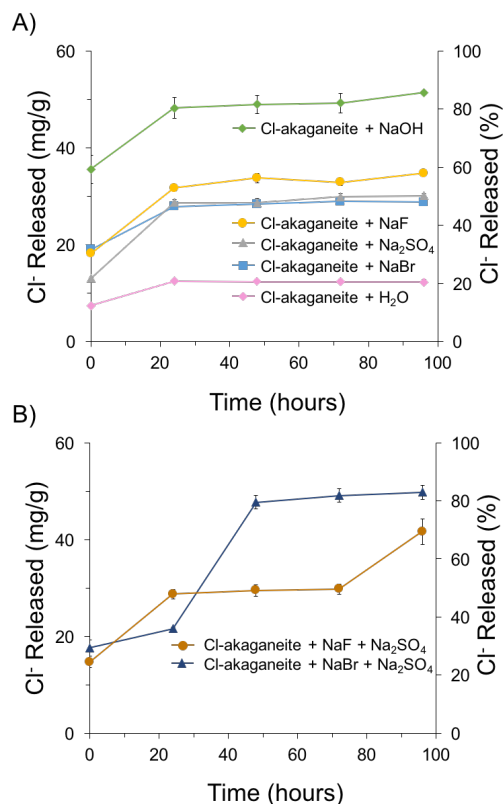 A)
60
40
20
0
Cl⁻ Released (mg/g)
100
80
60
40
20
0
Cl⁻ Released (%)
Cl-akaganeite + NaOH
Cl-akaganeite + NaF
Cl-akaganeite + Na₂SO₄
Cl-akaganeite + NaBr
Cl-akaganeite + H₂O
0 20 40 60 80 100
Time (hours)
B)
60
40
20
0
Cl⁻ Released (mg/g)
100
80
60
40
20
0
Cl⁻ Released (%)
Cl-akaganeite + NaF + Na₂SO₄
Cl-akaganeite + NaBr + Na₂SO₄
0 20 40 60 80 100
Time (hours)